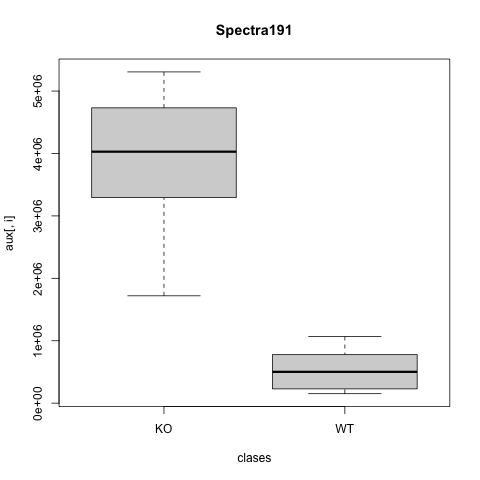 Spectra191
aux[, i]
5e+06
4e+06
3e+06
2e+06
1e+06
0e+00
KO
WT
clases